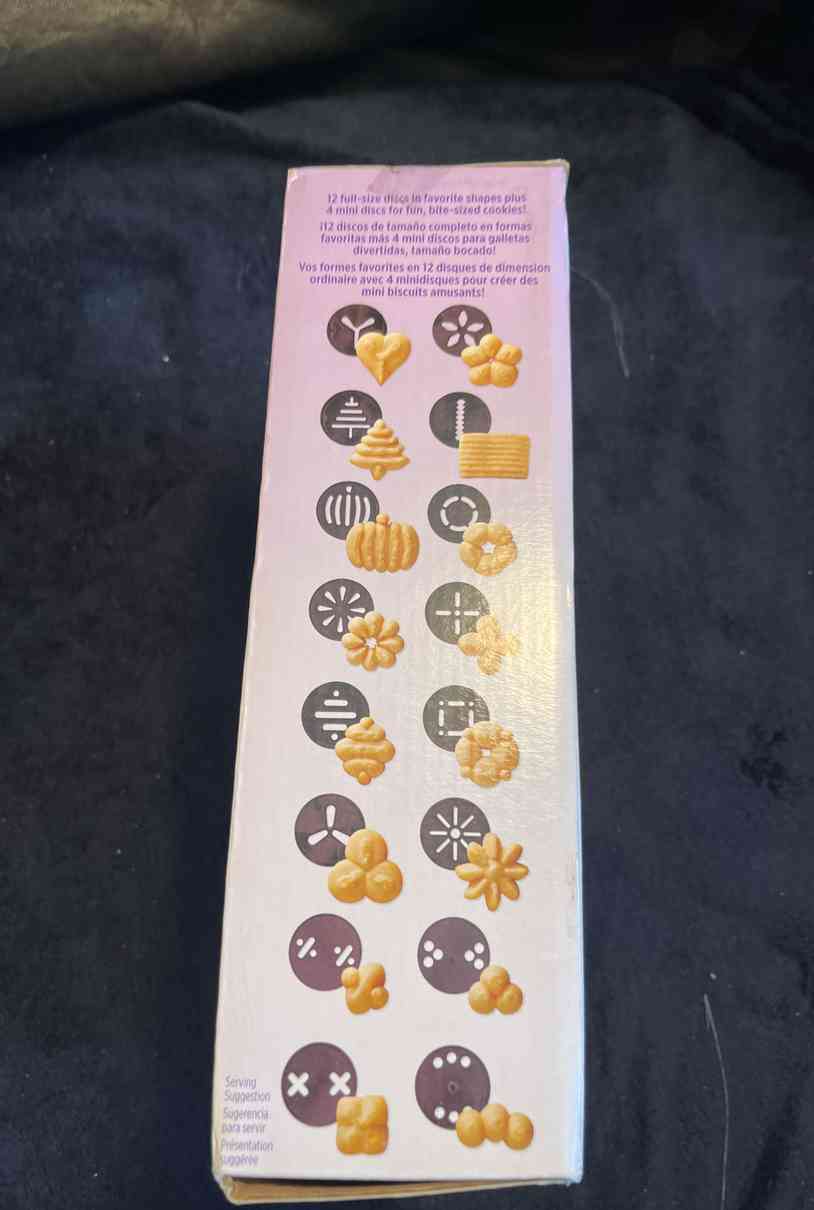 12 full-size discs in favorite shapes plus
4 mini discs for fun, bite-sized cookies!
¡12 discos de tamaño completo en formas
favoritas más 4 mini discos para galletas
divertidas, tamaño bocado!
Vos formes favorites en 12 disques de dimension
ordinaire avec 4 minidisques pour créer des
mini biscuits amusants!
Serving
Suggestion
Sugerencia
para servir
Présentation
suggérée